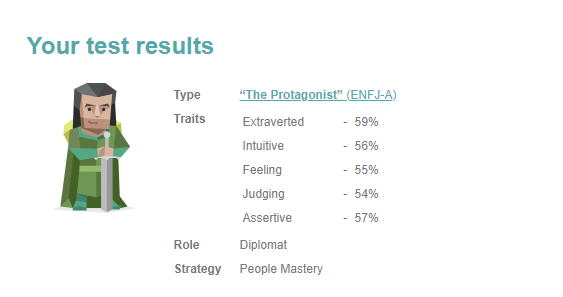 Your test results
Type “The Protagonist” (ENFJ-A)
Traits
Extraverted - 59%
Intuitive - 56%
Feeling - 55%
Judging - 54%
Assertive - 57%
Role Diplomat
Strategy People Mastery